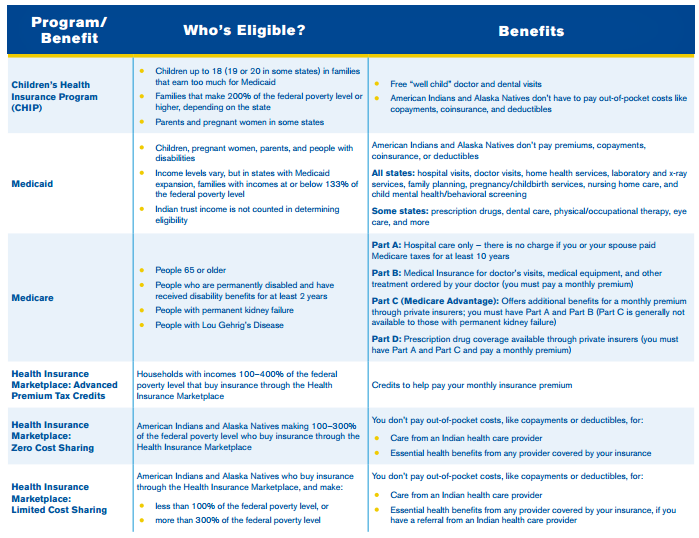 Program/
Benefit
Who's Eligible?
Benefits
Children's Health
Insurance Program
(CHIP)
Children up to 18 (19 or 20 in some states) in families
that earn too much for Medicaid
Families that make 200% of the federal poverty level or
higher, depending on the state
Parents and pregnant women in some states
Free "well child" doctor and dental visits
American Indians and Alaska Natives don't have to pay out-of-pocket costs like
copayments, coinsurance, and deductibles
Medicaid
Children, pregnant women, parents, and people with
disabilities
Income levels vary, but in states with Medicaid
expansion, families with incomes at or below 133% of
the federal poverty level
Indian trust income is not counted in determining
eligibility
American Indians and Alaska Natives don't pay premiums, copayments,
coinsurance, or deductibles
All states: hospital visits, doctor visits, home health services, laboratory and x-ray
services, family planning, pregnancy/childbirth services, nursing home care, and
child mental health/behavioral screening
Some states: prescription drugs, dental care, physical/occupational therapy, eye
care, and more
Medicare
People 65 or older
People who are permanently disabled and have
received disability benefits for at least 2 years
People with permanent kidney failure
People with Lou Gehrig's Disease
Part A: Hospital care only – there is no charge if you or your spouse paid
Medicare taxes for at least 10 years
Part B: Medical Insurance for doctor's visits, medical equipment, and other
treatment ordered by your doctor (you must pay a monthly premium)
Part C (Medicare Advantage): Offers additional benefits for a monthly premium
through private insurers; you must have Part A and Part B (Part C is generally not
available to those with permanent kidney failure)
Part D: Prescription drug coverage available through private insurers (you must
have Part A and Part C and pay a monthly premium)
Health Insurance
Marketplace: Advanced
Premium Tax Credits
Households with incomes 100–400% of the federal
poverty level that buy insurance through the Health
Insurance Marketplace
Credits to help pay your monthly insurance premium
Health Insurance
Marketplace:
Zero Cost Sharing
American Indians and Alaska Natives making 100–300%
of the federal poverty level who buy insurance through the
Health Insurance Marketplace
You don't pay out-of-pocket costs, like copayments or deductibles, for:
Care from an Indian health care provider
Essential health benefits from any provider covered by your insurance
Health Insurance
Marketplace:
Limited Cost Sharing
American Indians and Alaska Natives who buy insurance
through the Health Insurance Marketplace, and make:
less than 100% of the federal poverty level, or
more than 300% of the federal poverty level
You don't pay out-of-pocket costs, like copayments or deductibles, for:
Care from an Indian health care provider
Essential health benefits from any provider covered by your insurance, if you
have a referral from an Indian health care provider